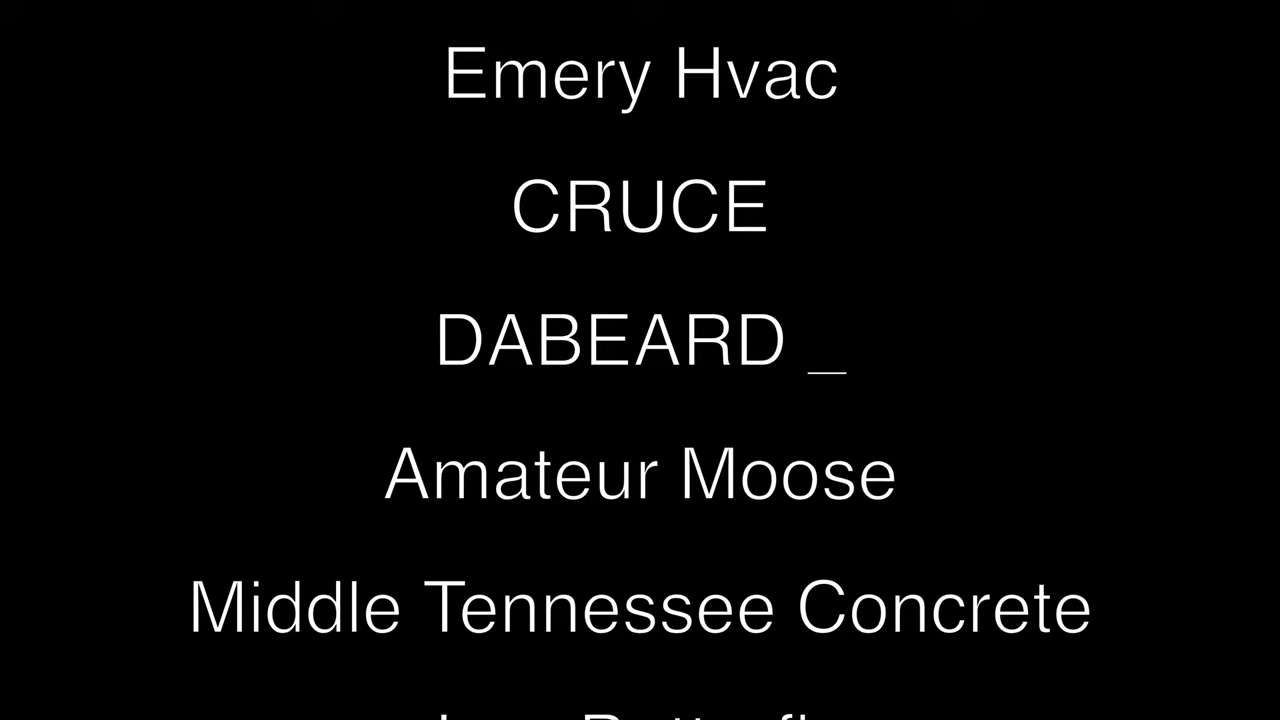 Emery Hvac
CRUCE
DABEARD _
Amateur Moose
Middle Tennessee Concrete